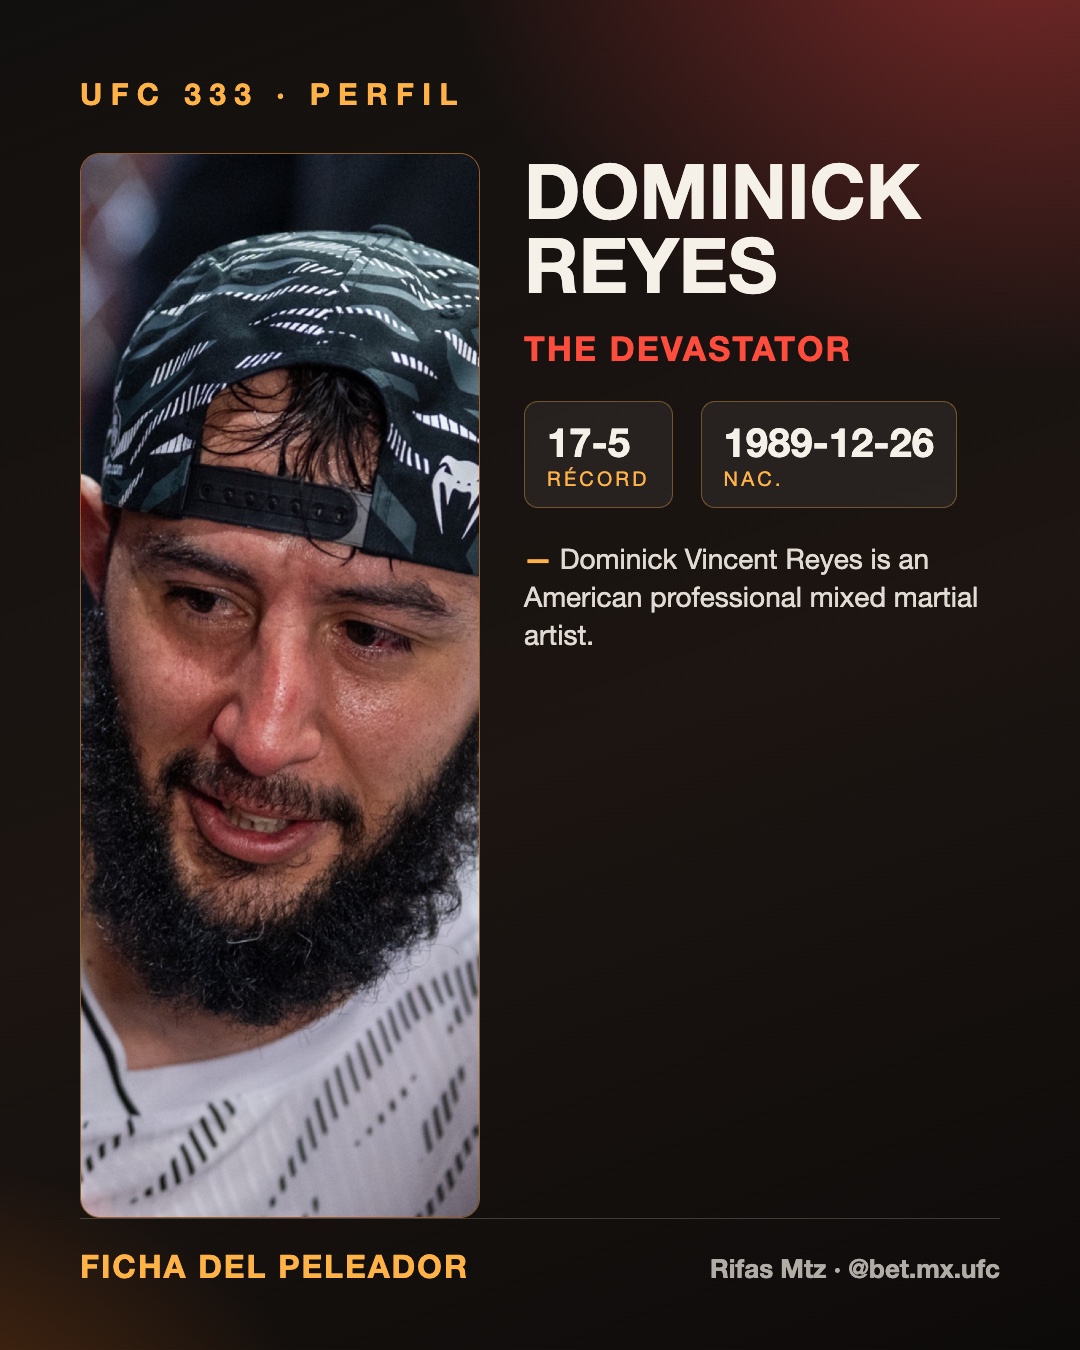 UFC 333 · PERFIL
DOMINICK
REYES
THE DEVASTATOR
17-5
RÉCORD
1989-12-26
NAC.
— Dominick Vincent Reyes is an
American professional mixed martial
artist.
FICHA DEL PELEADOR
Rifas Mtz · @bet.mx.ufc